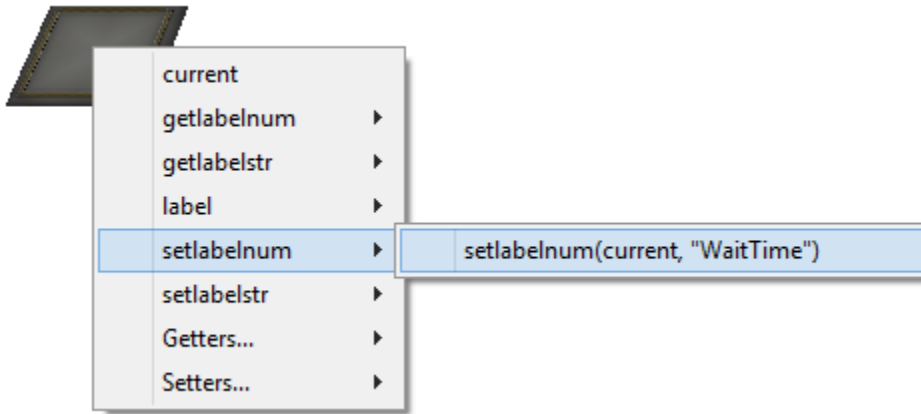 current
getlabelnum
getlabelstr
label
setlabelnum
setlabelnum(current, "WaitTime")
setlabelstr
Getters...
Setters...